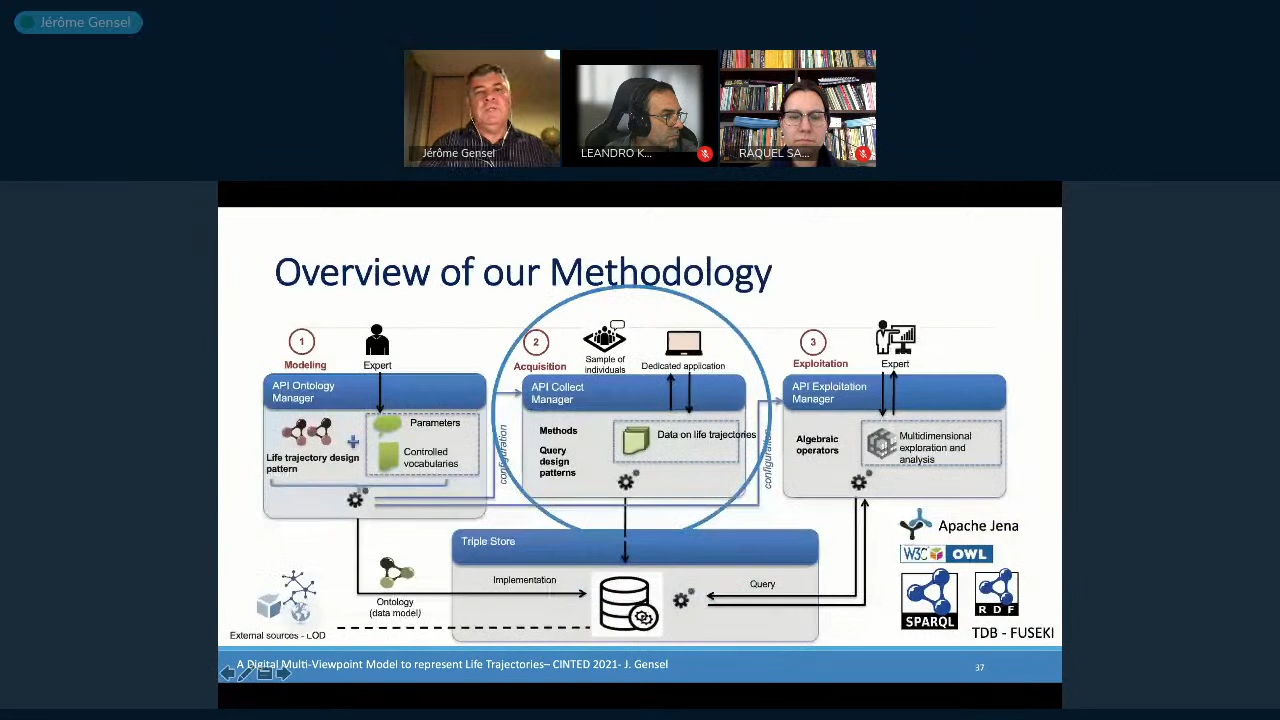 Jérôme Gensel
Jérôme Gensel
LEANDRO K...
RAQUEL SA...
Overview of our Methodology
1
Modeling
Expert
2
Acquisition
Sample of
individuals
Dedicated application
3
Exploitation
Expert
API Ontology
Manager
Parameters
Controlled
vocabularies
Life trajectory design
pattern
configuration
API Collect
Manager
Methods
Query
design
patterns
Data on life trajectories
configuration
API Exploitation
Manager
Algebraic
operators
Multidimensional
exploration and
analysis
Triple Store
Implementation
Query
Ontology
(data model)
External sources - LOD
Apache Jena
W3C OWL
SPARQL
RDF
TDB - FUSEKI
A Digital Multi-Viewpoint Model to represent Life Trajectories– CINTED 2021- J. Gensel
37